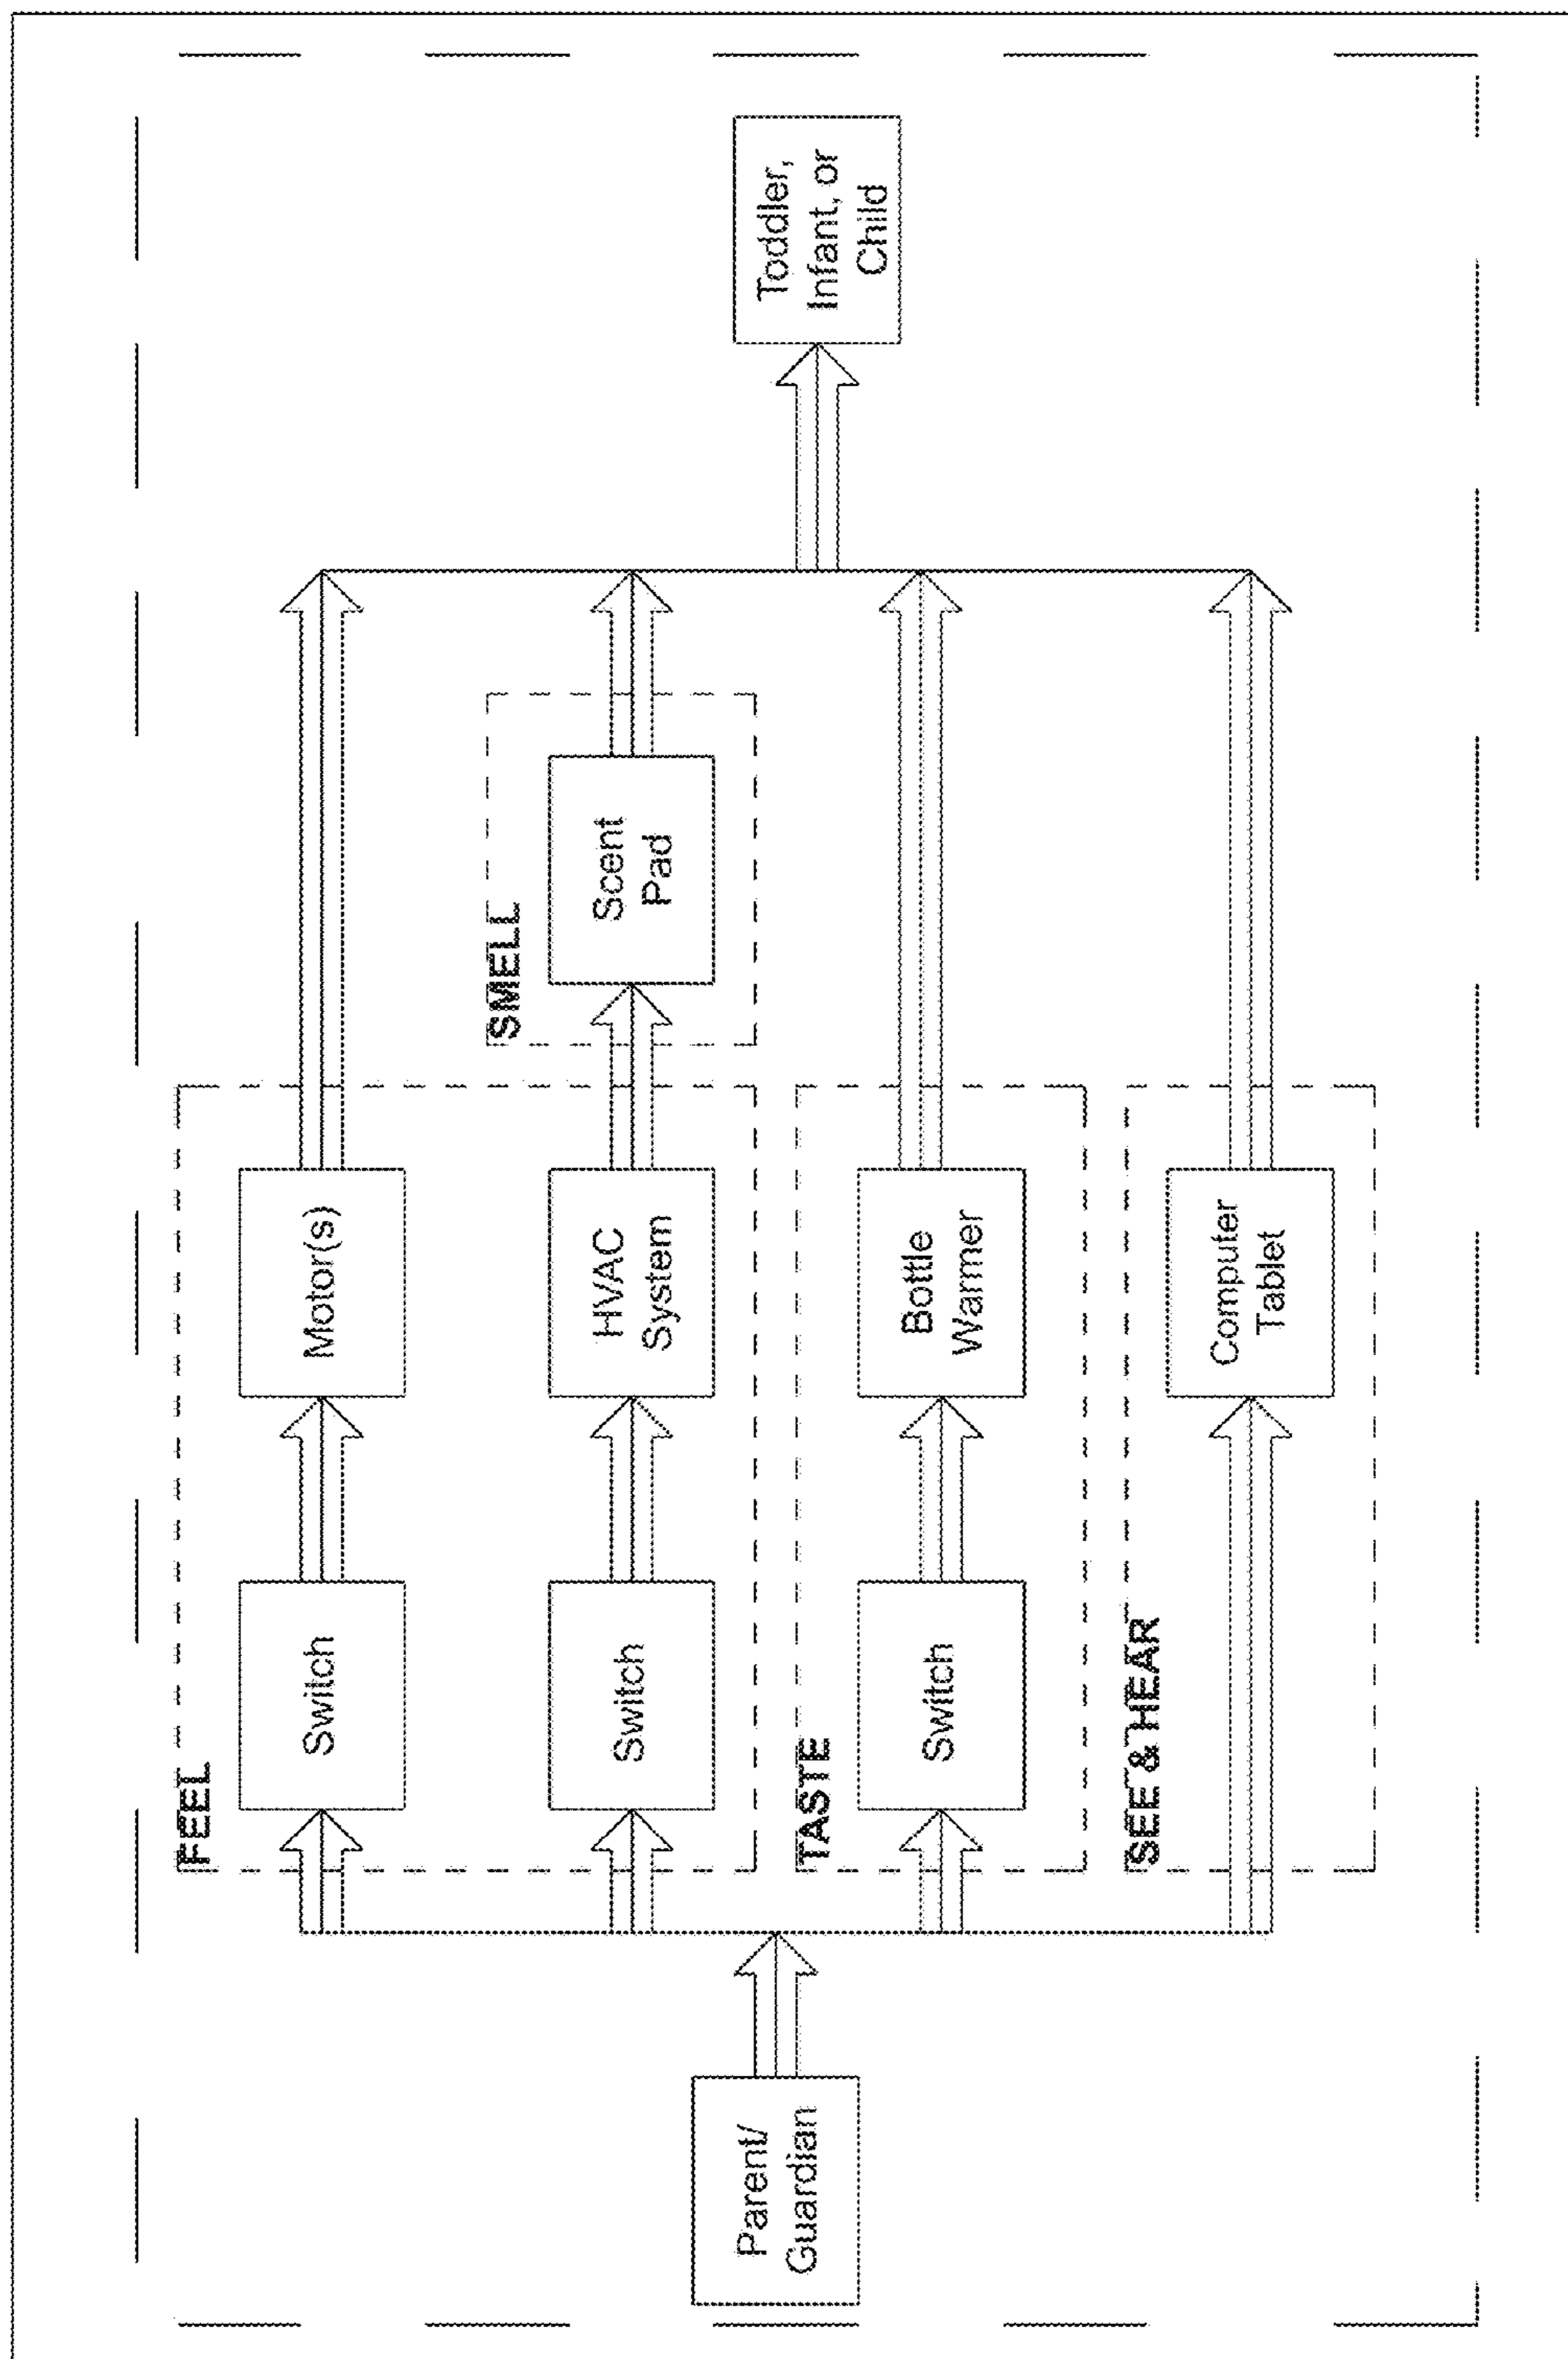 Parent/
Guardian
FEEL
Switch
Motor(s)
Switch
HVAC
System
SMELL
Scent
Pad
TASTE
Switch
Bottle
Warmer
SEE & HEAR
Computer
Tablet
Toddler,
Infant, or
Child